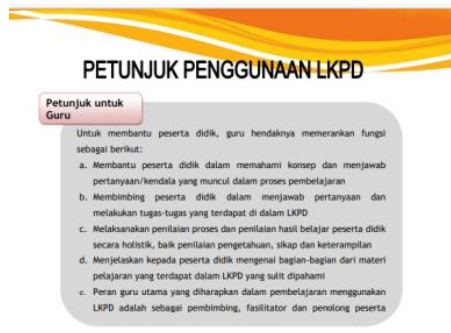 PETUNJUK PENGGUNAAN LKPD
Petunjuk untuk
Guru
Untuk membantu peserta didik, guru hendaknya memerankan fungsi
sebagai berikut:
a. Membantu peserta didik dalam memahami konsep dan menjawab
pertanyaan/kendala yang muncul dalam proses pembelajaran
b. Membimbing peserta didik dalam menjawab pertanyaan dan
melakukan tugas-tugas yang terdapat di dalam LKPD
c. Melaksanakan penilaian proses dan penilaian hasil belajar peserta didik
secara holistik, baik penilaian pengetahuan, sikap dan keterampilan
d. Menjelaskan kepada peserta didik mengenai bagian-bagian dari materi
pelajaran yang terdapat dalam LKPD yang sulit dipahami
e. Peran guru utama yang diharapkan dalam pembelajaran menggunakan
LKPD adalah sebagai pembimbing, fasilitator dan penolong peserta